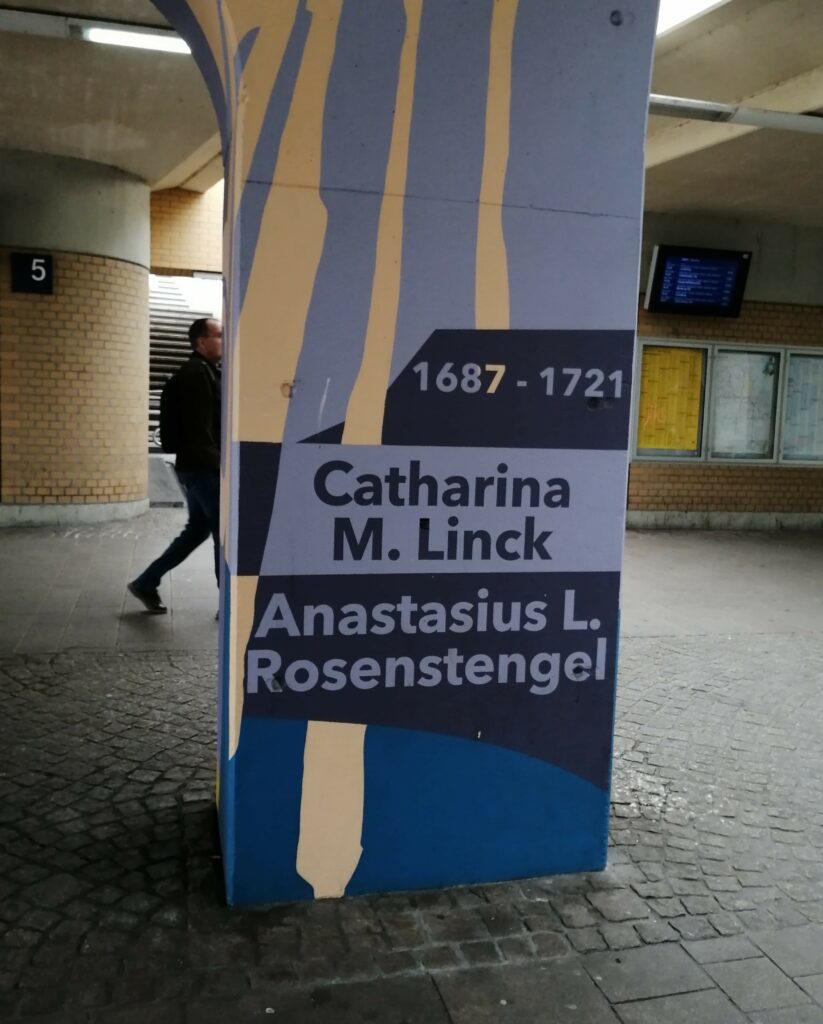 5
1687 - 1721
Catharina
M. Linck
Anastasius L.
Rosenstengel